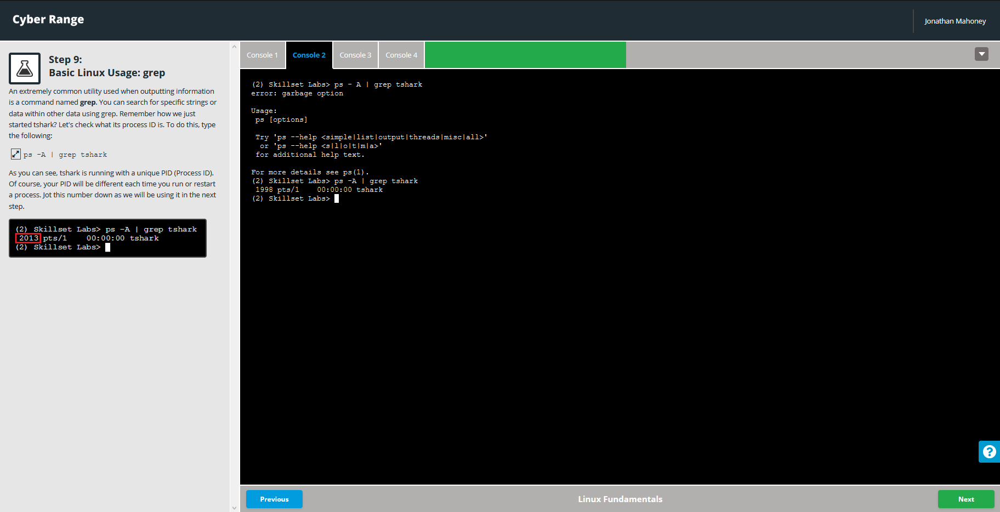 Cyber Range
Jonathan Mahoney
Step 9:
Basic Linux Usage: grep
An extremely common utility used when outputting information
is a command named grep. You can search for specific strings or
data within other data using grep. Remember how we just
started tshark? Let's check what its process ID is. To do this, type
the following:
ps -A | grep tshark
As you can see, tshark is running with a unique PID (Process ID).
Of course, your PID will be different each time you run or restart
a process. Jot this number down as we will be using it in the next
step.
(2) Skillset Labs> ps -A | grep tshark
2013 pts/1    00:00:00 tshark
(2) Skillset Labs>
Console 1
Console 2
Console 3
Console 4
(2) Skillset Labs> ps - A | grep tshark
error: garbage option
Usage:
ps [options]
Try 'ps --help <simple|list|output|threads|misc|all>'
or 'ps --help <s|l|o|t|m|a>'
for additional help text.
For more details see ps(1).
(2) Skillset Labs> ps -A | grep tshark
1998 pts/1    00:00:00 tshark
(2) Skillset Labs>
?
Previous
Linux Fundamentals
Next